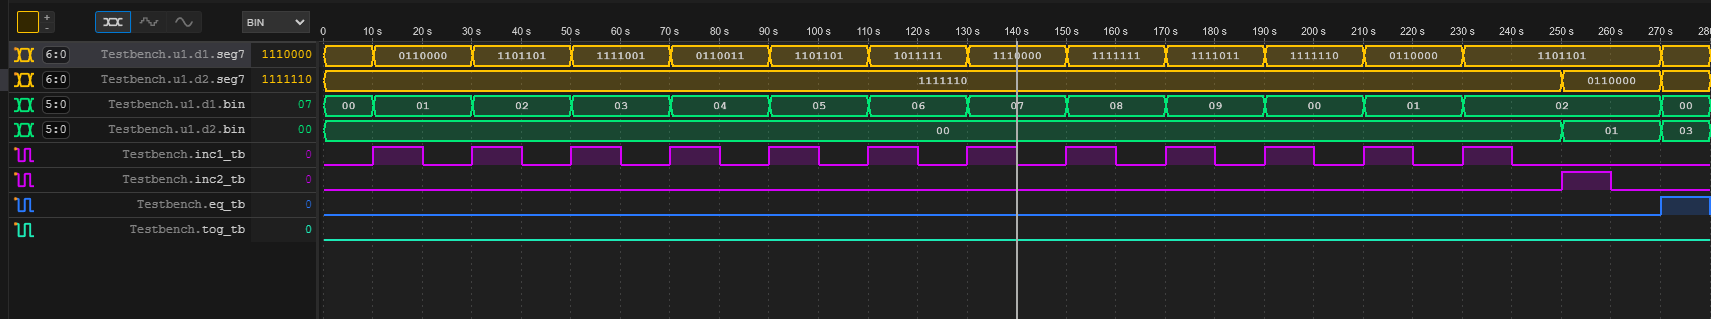 +
-
BIN
0 10 s 20 s 30 s 40 s 50 s 60 s 70 s 80 s 90 s 100 s 110 s 120 s 130 s 140 s 150 s 160 s 170 s 180 s 190 s 200 s 210 s 220 s 230 s 240 s 250 s 260 s 270 s 280
6:0 Testbench.u1.d1.seg7 1110000 0110000 1101101 1111001 0110011 1101101 1011111 1110000 1111111 1111011 1111110 0110000 1101101
6:0 Testbench.u1.d2.seg7 1111110 1111110 0110000
5:0 Testbench.u1.d1.bin 07 00 01 02 03 04 05 06 07 08 09 00 01 02 00
5:0 Testbench.u1.d2.bin 00 00 01 03
Testbench.inc1_tb 0
Testbench.inc2_tb 0
Testbench.eq_tb 0
Testbench.tog_tb 0